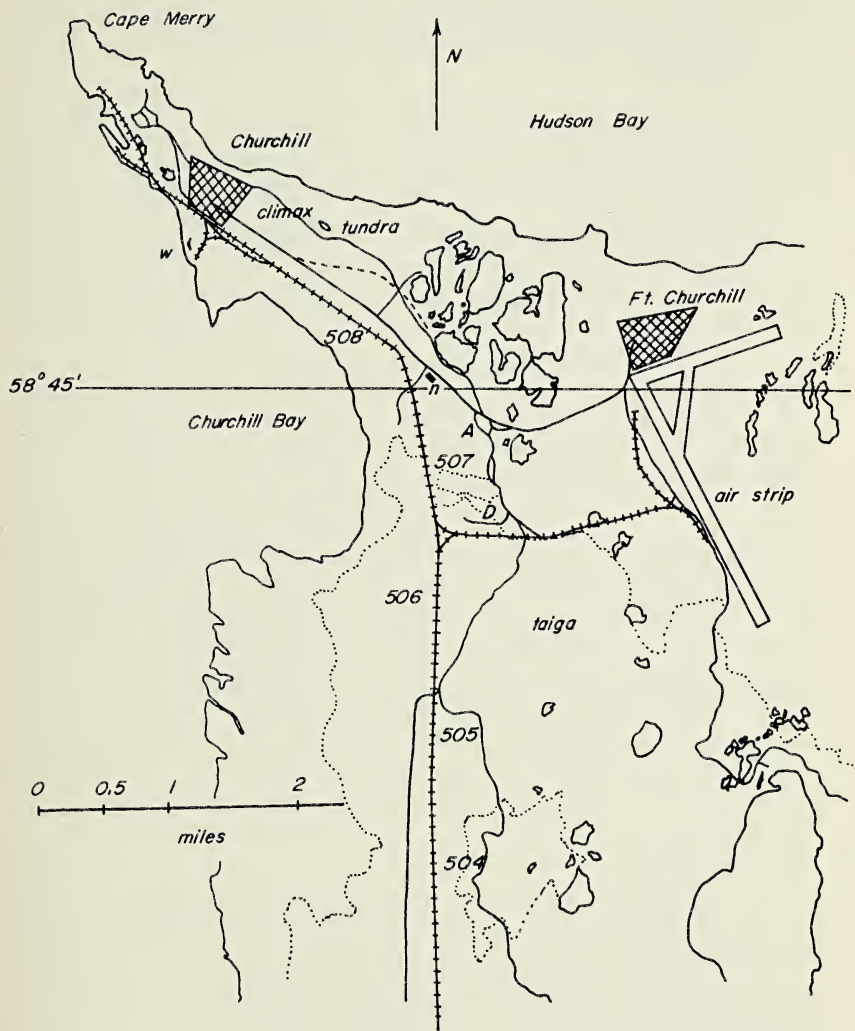 Cape Merry
N
Hudson Bay
Churchill
climax
tundra
w
Ft. Churchill
508
58° 45'
n
Churchill Bay
A
507
air strip
D
506
taiga
505
0 0.5 1 2
miles
504